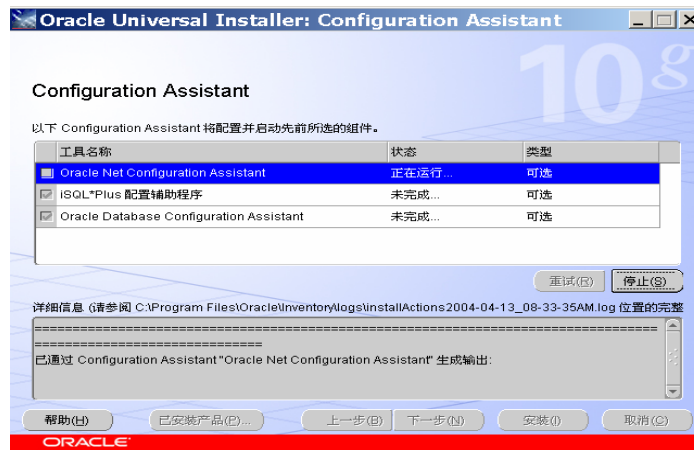 Oracle Universal Installer: Configuration Assistant
10g
Configuration Assistant
以下 Configuration Assistant 将配置并启动先前所选的组件。
工具名称 状态 类型
Oracle Net Configuration Assistant 正在运行... 可选
iSQL*Plus 配置辅助程序 未完成... 可选
Oracle Database Configuration Assistant 未完成... 可选
重试(R) 停止(S)
详细信息 (请参阅 C:\Program Files\Oracle\Inventory\logs\installActions2004-04-13_08-33-35AM.log 位置的完整
===========================================================================
=============================
已通过 Configuration Assistant "Oracle Net Configuration Assistant" 生成输出:
帮助(H) 已安装产品(P)... 上一步(B) 下一步(N) 安装(I) 取消(C)
ORACLE